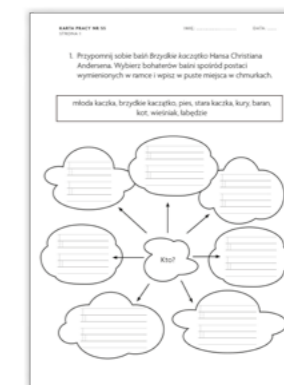 KARTA PRACY NR 30
STRONA 1
IMIĘ
DATA
1. Przypomnij sobie baśń Brzydkie kaczątko Hansa Christiana
Andersena. Wybierz bohaterów baśni spośród postaci
wymienionych w ramce i wpisz w puste miejsca w chmurkach.
młoda kaczka, brzydkie kaczątko, pies, stara kaczka, kury, baran,
kot, wieśniak, łabędzie
Kto?